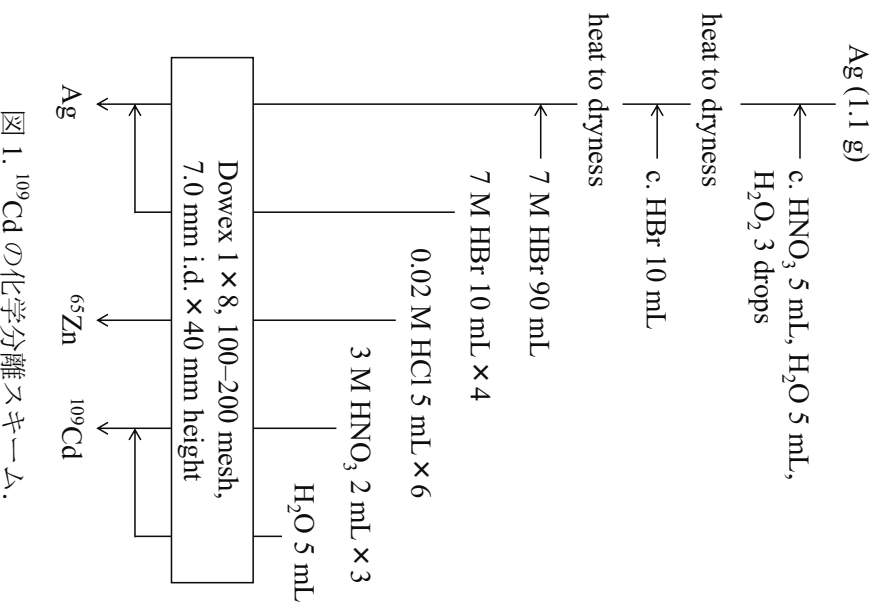 Ag (1.1 g)
c. HNO₃ 5 mL, H₂O 5 mL,
H₂O₂ 3 drops
heat to dryness
c. HBr 10 mL
heat to dryness
7 M HBr 90 mL
7 M HBr 10 mL × 4
0.02 M HCl 5 mL × 6
3 M HNO₃ 2 mL × 3
H₂O 5 mL
Dowex 1 × 8, 100–200 mesh,
7.0 mm i.d. × 40 mm height
Ag
⁶⁵Zn
¹⁰⁹Cd
図 1. ¹⁰⁹Cd の化学分離スキーム.